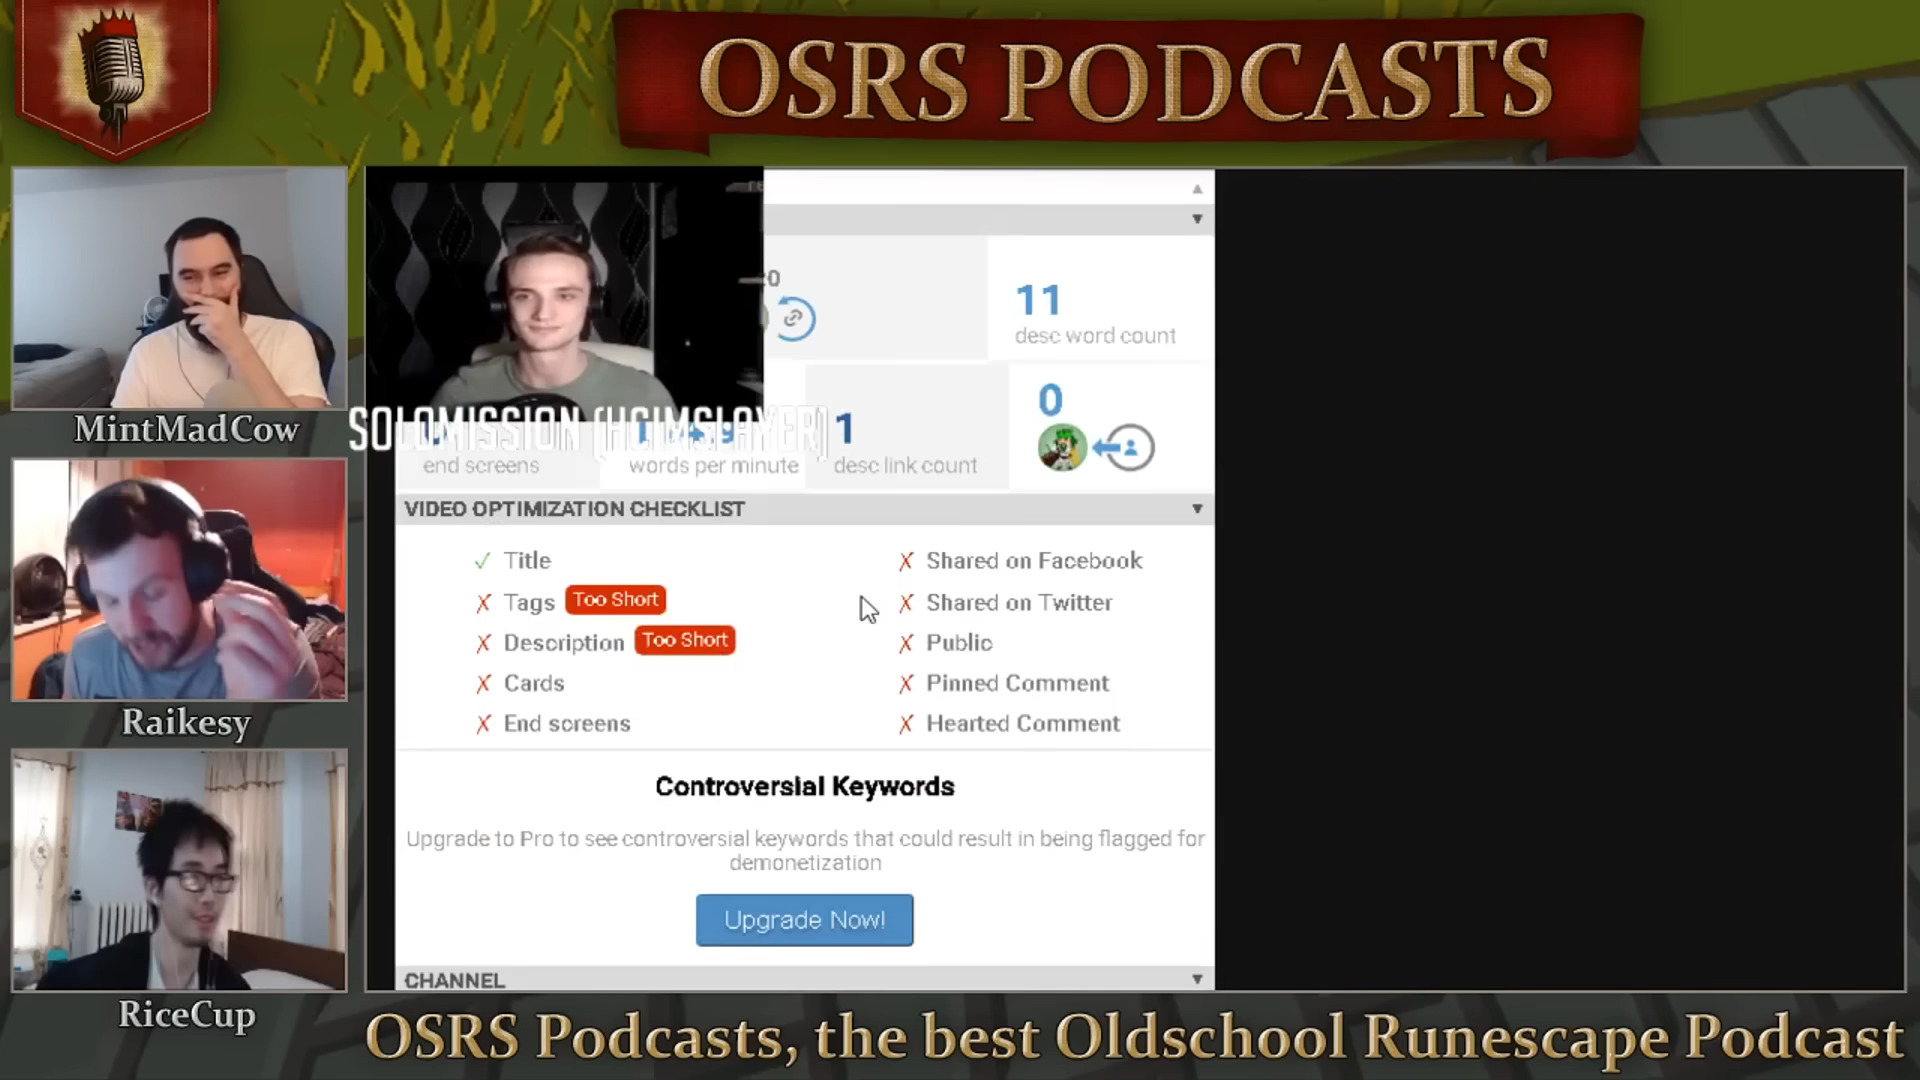 OSRS PODCASTS
MintMadCow
Raikesy
RiceCup
SOLOMISSION (HCIMSLAYER)
11
desc word count
end screens
words per minute
1
desc link count
0
VIDEO OPTIMIZATION CHECKLIST
Title
Tags Too Short
Description Too Short
Cards
End screens
Shared on Facebook
Shared on Twitter
Public
Pinned Comment
Hearted Comment
Controversial Keywords
Upgrade to Pro to see controversial keywords that could result in being flagged for
demonetization
Upgrade Now!
CHANNEL
OSRS Podcasts, the best Oldschool Runescape Podcast